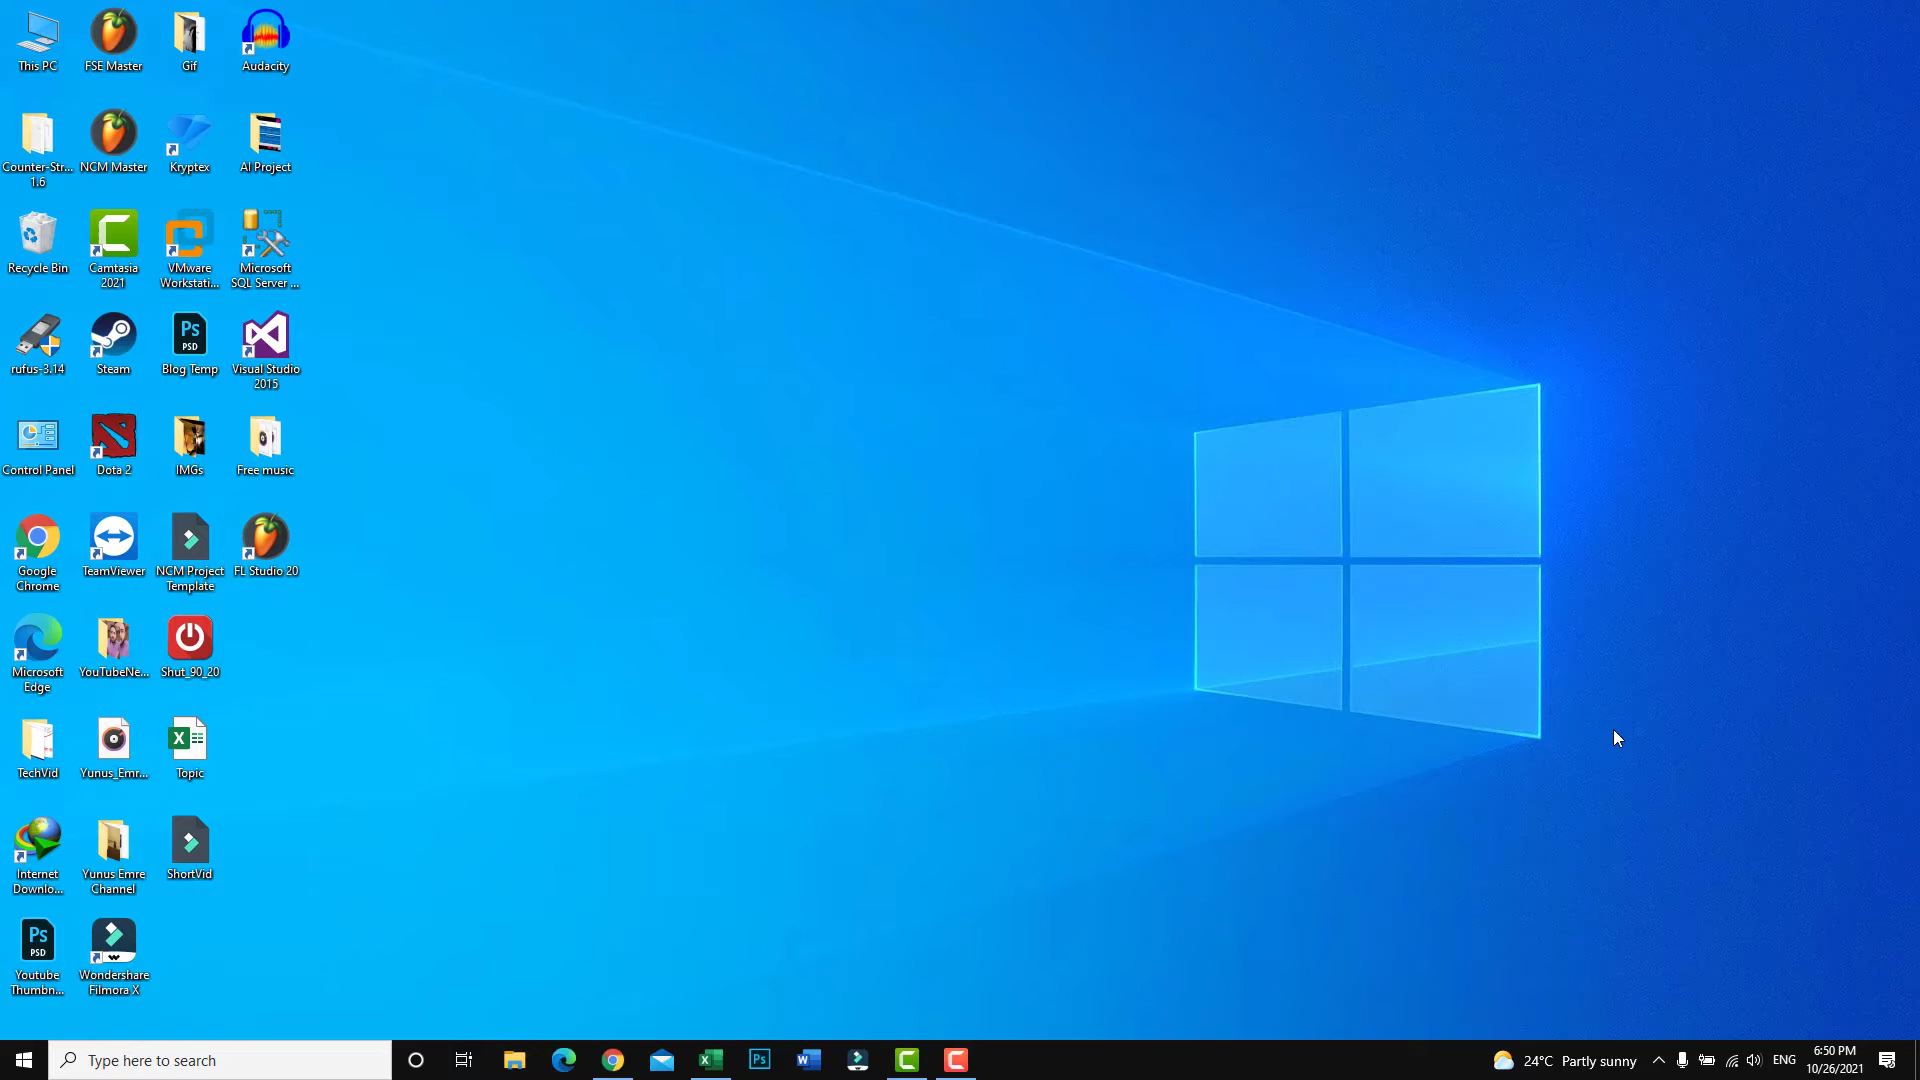 This PC
FSE Master
Gif
Audacity
Counter-Str...
1.6
NCM Master
Kryptex
AI Project
Recycle Bin
Camtasia
2021
VMware
Workstati...
Microsoft
SQL Server ...
rufus-3.14
Steam
Ps
PSD
Blog Temp
Visual Studio
2015
Control Panel
Dota 2
IMGs
Free music
Google
Chrome
TeamViewer
NCM Project
Template
FL Studio 20
Microsoft
Edge
YouTubeNe...
Shut_90_20
TechVid
Yunus_Emr...
X
Topic
Internet
Downlo...
Yunus Emre
Channel
ShortVid
Ps
PSD
Youtube
Thumbn...
Wondershare
Filmora X
Type here to search
Ps
24°C Partly sunny
ENG
6:50 PM
10/26/2021